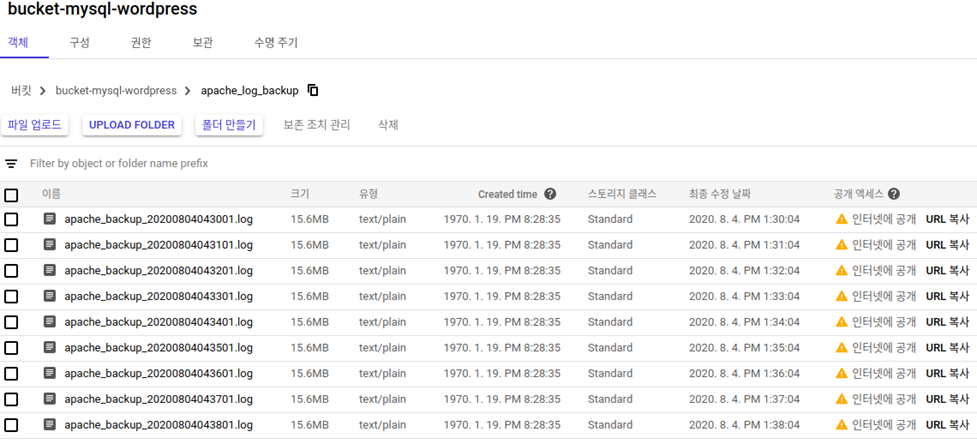 bucket-mysql-wordpress
객체 구성 권한 보관 수명 주기
버킷 bucket-mysql-wordpress apache_log_backup
파일 업로드 UPLOAD FOLDER 폴더 만들기 보존 조치 관리 삭제
Filter by object or folder name prefix
이름 크기 유형 Created time 스토리지 클래스 최종 수정 날짜 공개 액세스
apache_backup_20200804043001.log 15.6MB text/plain 1970. 1. 19. PM 8:28:35 Standard 2020. 8. 4. PM 1:30:04 인터넷에 공개 URL 복사
apache_backup_20200804043101.log 15.6MB text/plain 1970. 1. 19. PM 8:28:35 Standard 2020. 8. 4. PM 1:31:04 인터넷에 공개 URL 복사
apache_backup_20200804043201.log 15.6MB text/plain 1970. 1. 19. PM 8:28:35 Standard 2020. 8. 4. PM 1:32:04 인터넷에 공개 URL 복사
apache_backup_20200804043301.log 15.6MB text/plain 1970. 1. 19. PM 8:28:35 Standard 2020. 8. 4. PM 1:33:04 인터넷에 공개 URL 복사
apache_backup_20200804043401.log 15.6MB text/plain 1970. 1. 19. PM 8:28:35 Standard 2020. 8. 4. PM 1:34:04 인터넷에 공개 URL 복사
apache_backup_20200804043501.log 15.6MB text/plain 1970. 1. 19. PM 8:28:35 Standard 2020. 8. 4. PM 1:35:04 인터넷에 공개 URL 복사
apache_backup_20200804043601.log 15.6MB text/plain 1970. 1. 19. PM 8:28:35 Standard 2020. 8. 4. PM 1:36:04 인터넷에 공개 URL 복사
apache_backup_20200804043701.log 15.6MB text/plain 1970. 1. 19. PM 8:28:35 Standard 2020. 8. 4. PM 1:37:04 인터넷에 공개 URL 복사
apache_backup_20200804043801.log 15.6MB text/plain 1970. 1. 19. PM 8:28:35 Standard 2020. 8. 4. PM 1:38:04 인터넷에 공개 URL 복사